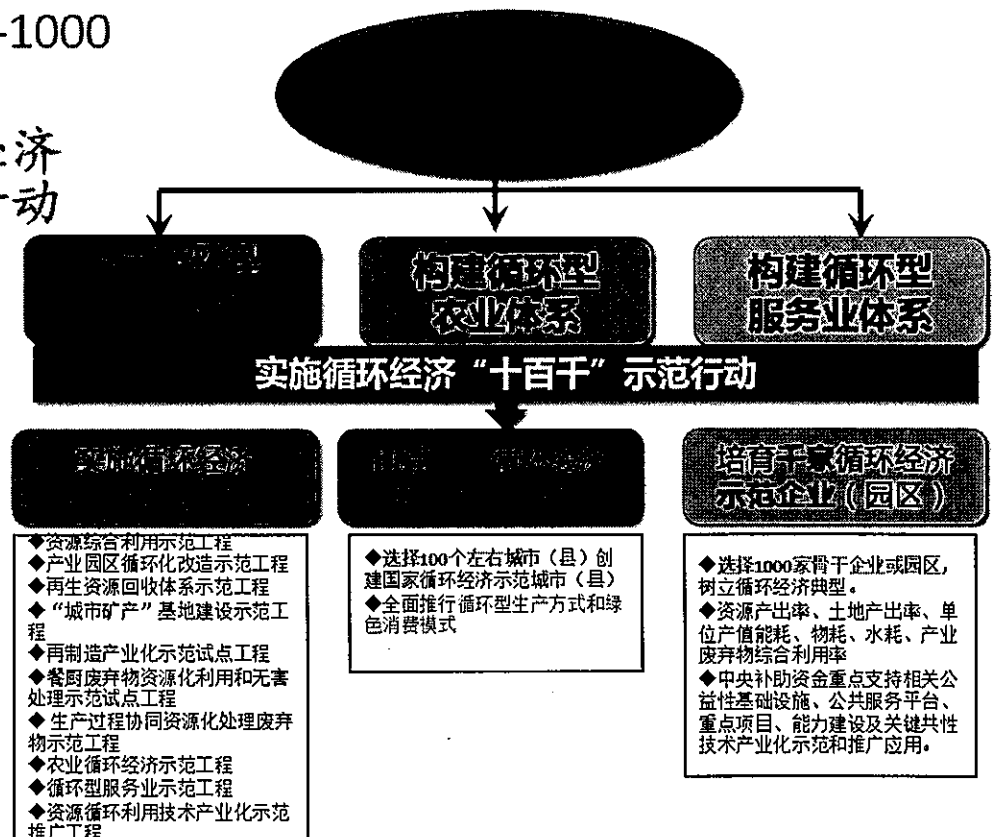 -1000
济
动
构建循环型
农业体系
构建循环型
服务业体系
实施循环经济“十百千”示范行动
实施循环经济
培育千家循环经济
示范企业（园区）
◆资源综合利用示范工程
◆产业园区循环化改造示范工程
◆再生资源回收体系示范工程
◆“城市矿产”基地建设示范工
程
◆再制造产业化示范试点工程
◆餐厨废弃物资源化利用和无害
处理示范试点工程
◆生产过程协同资源化处理废弃
物示范工程
◆农业循环经济示范工程
◆循环型服务业示范工程
◆资源循环利用技术产业化示范
推广工程
◆选择100个左右城市（县）创
建国家循环经济示范城市（县）
◆全面推行循环型生产方式和绿
色消费模式
◆选择1000家骨干企业或园区，
树立循环经济典型。
◆资源产出率、土地产出率、单
位产值能耗、物耗、水耗、产业
废弃物综合利用率
◆中央补助资金重点支持相关公
益性基础设施、公共服务平台、
重点项目、能力建设及关键共性
技术产业化示范和推广应用。